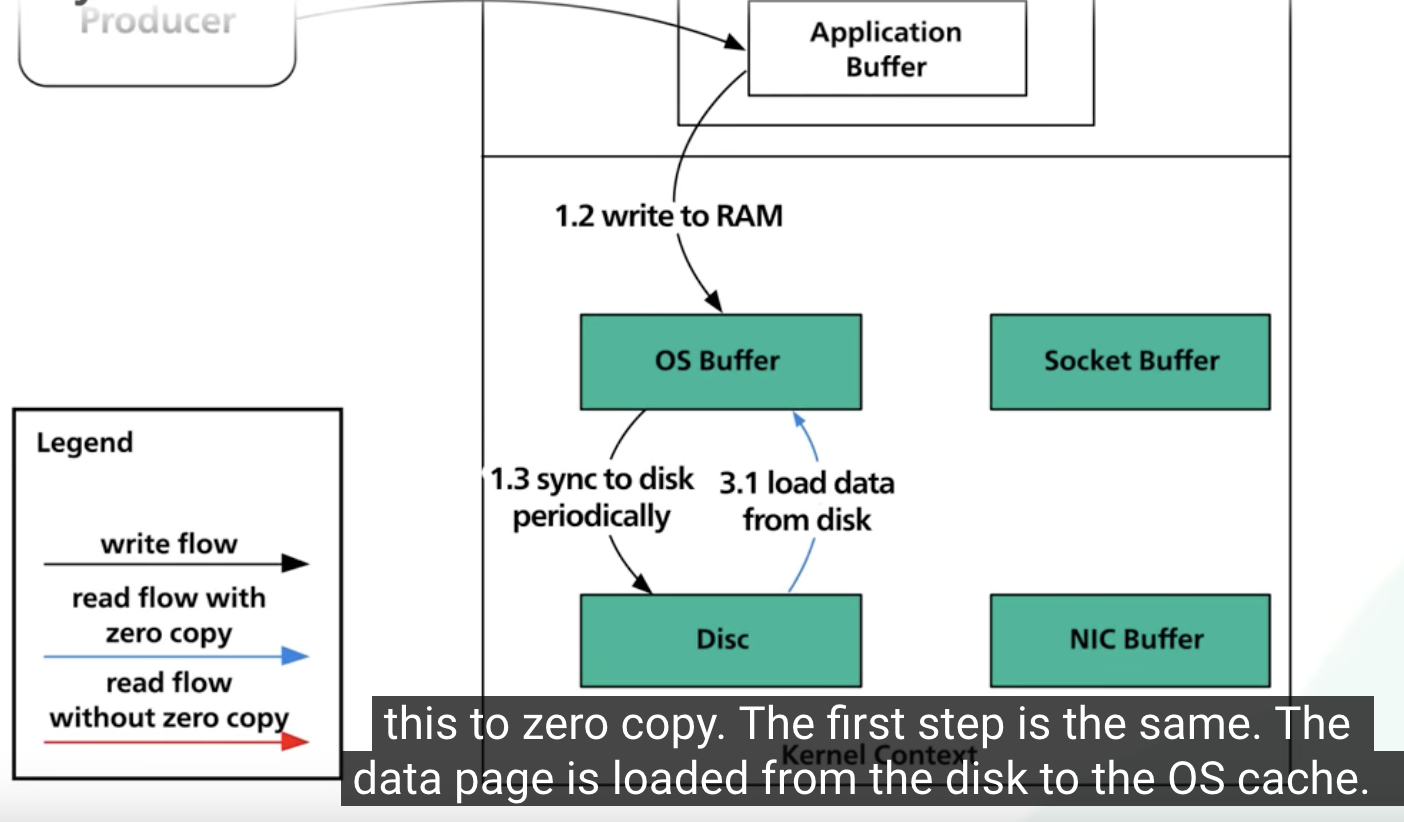 Producer
Application
Buffer
1.2 write to RAM
OS Buffer
Socket Buffer
Legend
1.3 sync to disk
periodically
3.1 load data
from disk
write flow
read flow with
zero copy
read flow
without zero copy
Disc
NIC Buffer
Kernel Context
this to zero copy. The first step is the same. The
data page is loaded from the disk to the OS cache.